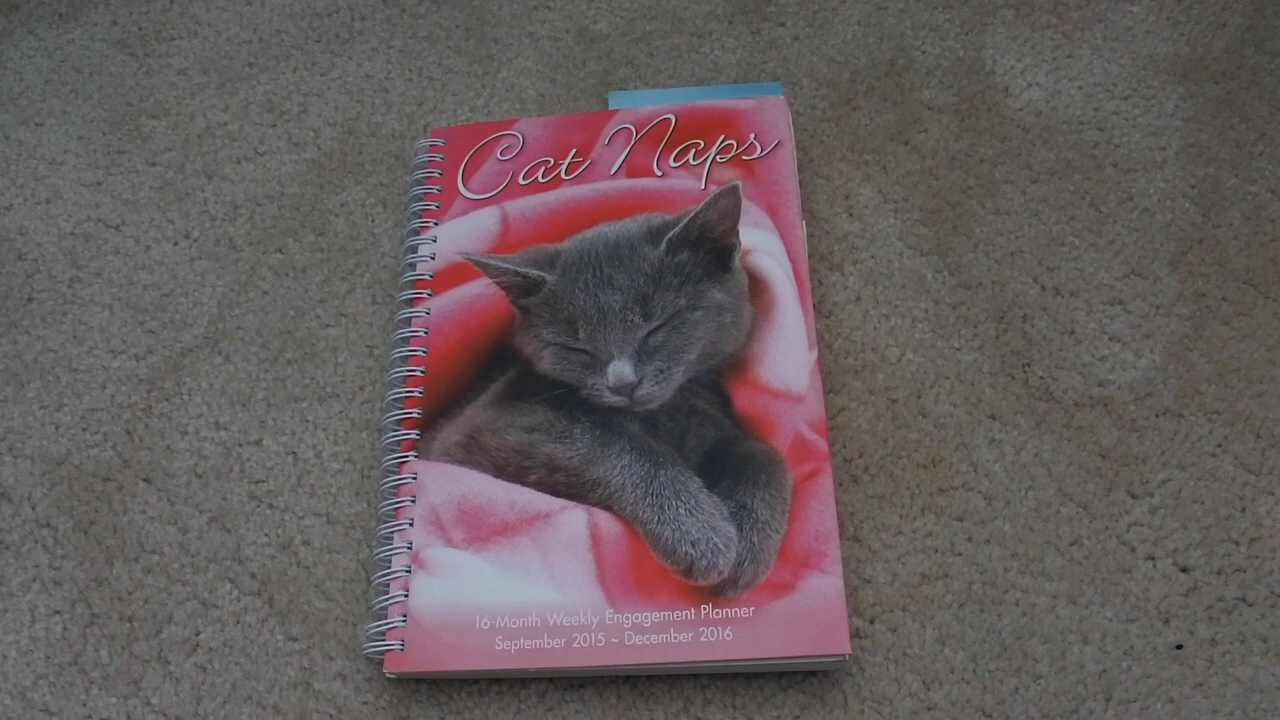 Cat Naps
16-Month Weekly Engagement Planner
September 2015 ~ December 2016